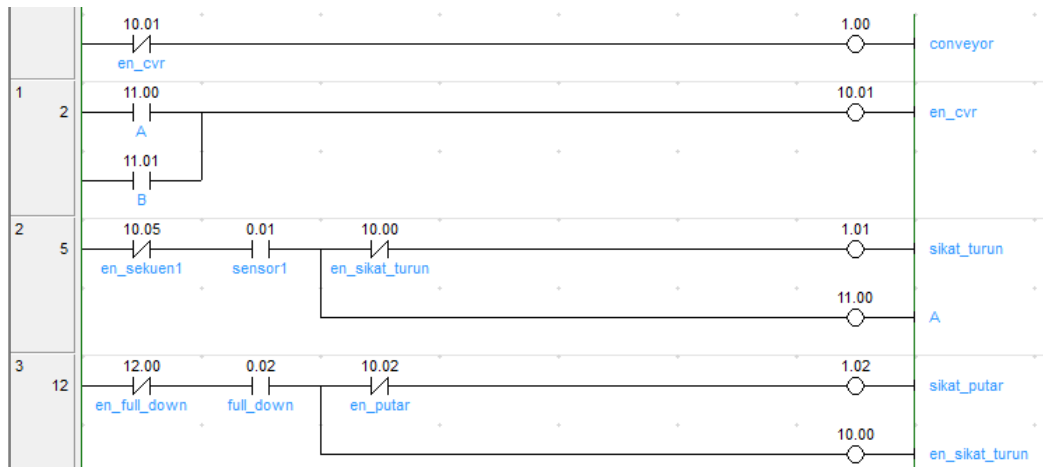 10.01 1.00
en_cvr conveyor
1 11.00 10.01
2 A en_cvr
11.01
B
2 10.05 0.01 10.00 1.01
5 en_sekuen1 sensor1 en_sikat_turun sikat_turun
11.00
A
3 12.00 0.02 10.02 1.02
12 en_full_down full_down en_putar sikat_putar
10.00
en_sikat_turun